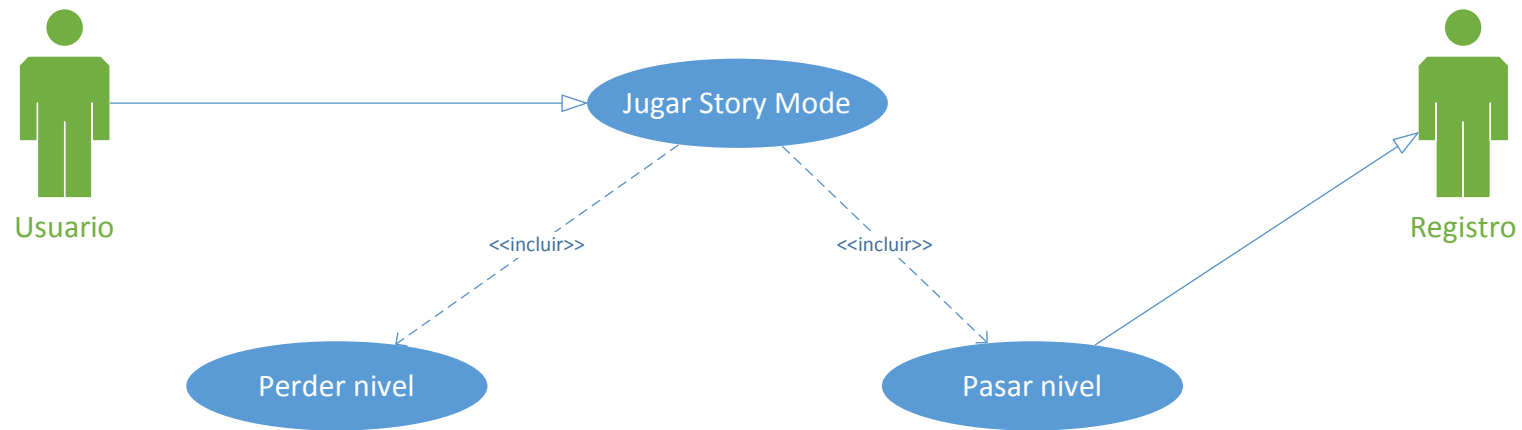 Jugar Story Mode
Usuario
Registro
<<incluir>>
<<incluir>>
Perder nivel
Pasar nivel